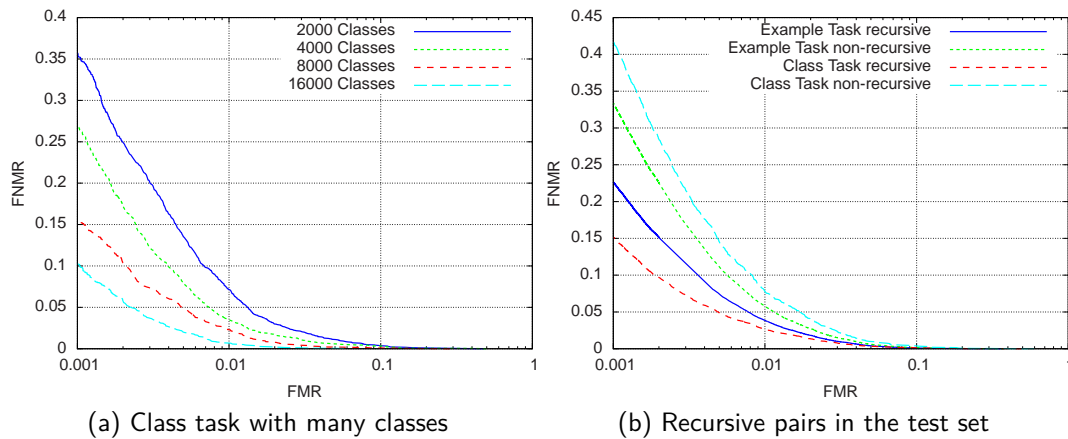 0.4
0.35
0.3
0.25
0.2
0.15
0.1
0.05
0
FNMR
0.001
0.01
0.1
1
FMR
2000 Classes
4000 Classes
8000 Classes
16000 Classes
(a) Class task with many classes
0.45
0.4
0.35
0.3
0.25
0.2
0.15
0.1
0.05
0
FNMR
0.001
0.01
0.1
1
FMR
Example Task recursive
Example Task non-recursive
Class Task recursive
Class Task non-recursive
(b) Recursive pairs in the test set